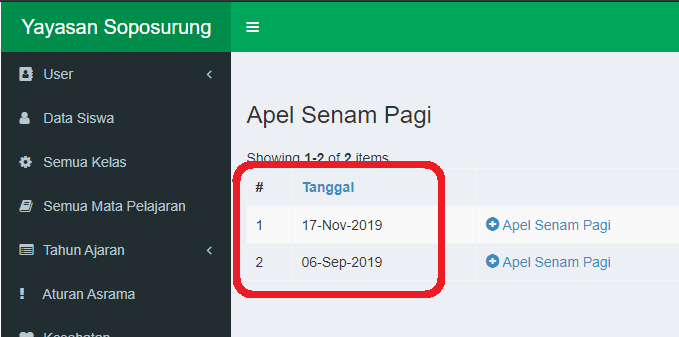 Yayasan Soposurung
User
Data Siswa
Semua Kelas
Semua Mata Pelajaran
Tahun Ajaran
Aturan Asrama
Kesehatan
Apel Senam Pagi
Showing 1-2 of 2 items
# Tanggal
1 17-Nov-2019 Apel Senam Pagi
2 06-Sep-2019 Apel Senam Pagi